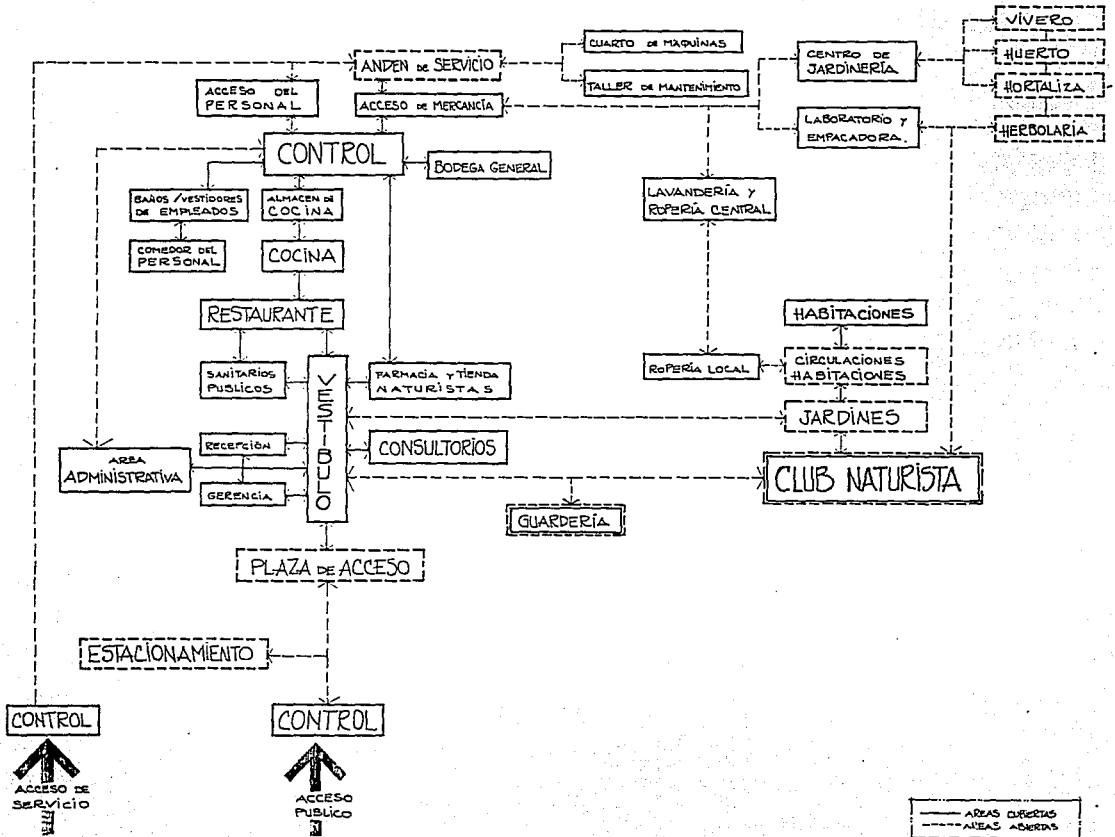 VIVERO
CUARTO DE MAQUINAS
ANDEN DE SERVICIO
CENTRO DE
JARDINERÍA
HUERTO
TALLER DE MANTENIMIENTO
HORTALIZA
ACCESO DEL
PERSONAL
ACCESO DE MERCANCÍA
LABORATORIO Y
EMPACADORA.
HERBOLARIA
CONTROL
BODEGA GENERAL
BAÑOS/VESTIDORES
DE EMPLEADOS
ALMACEN DE
COCINA
LAVANDERÍA Y
ROPERÍA CENTRAL
COMEDOR DEL
PERSONAL
COCINA
RESTAURANTE
HABITACIONES
SANITARIOS
PUBLICOS
VESTIBULO
FARMACIA Y TIENDA
NATURISTAS
ROPERÍA LOCAL
CIRCULACIONES
HABITACIONES
JARDINES
RECEPCIÓN
CONSULTORIOS
AREA
ADMINISTRATIVA
GERENCIA
CLUB NATURISTA
GUARDERÍA
PLAZA DE ACCESO
ESTACIONAMIENTO
CONTROL
CONTROL
ACCESO DE
SERVICIO
ACCESO
PUBLICO
AREAS CUBIERTAS
AREAS ABIERTAS